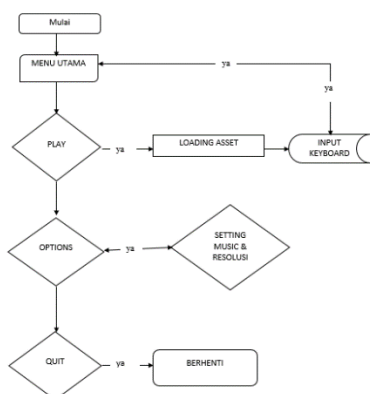 Mulai
MENU UTAMA
ya
ya
PLAY
ya
LOADING ASSET
INPUT
KEYBOARD
OPTIONS
ya
SETTING
MUSIC &
RESOLUSI
QUIT
ya
BERHENTI